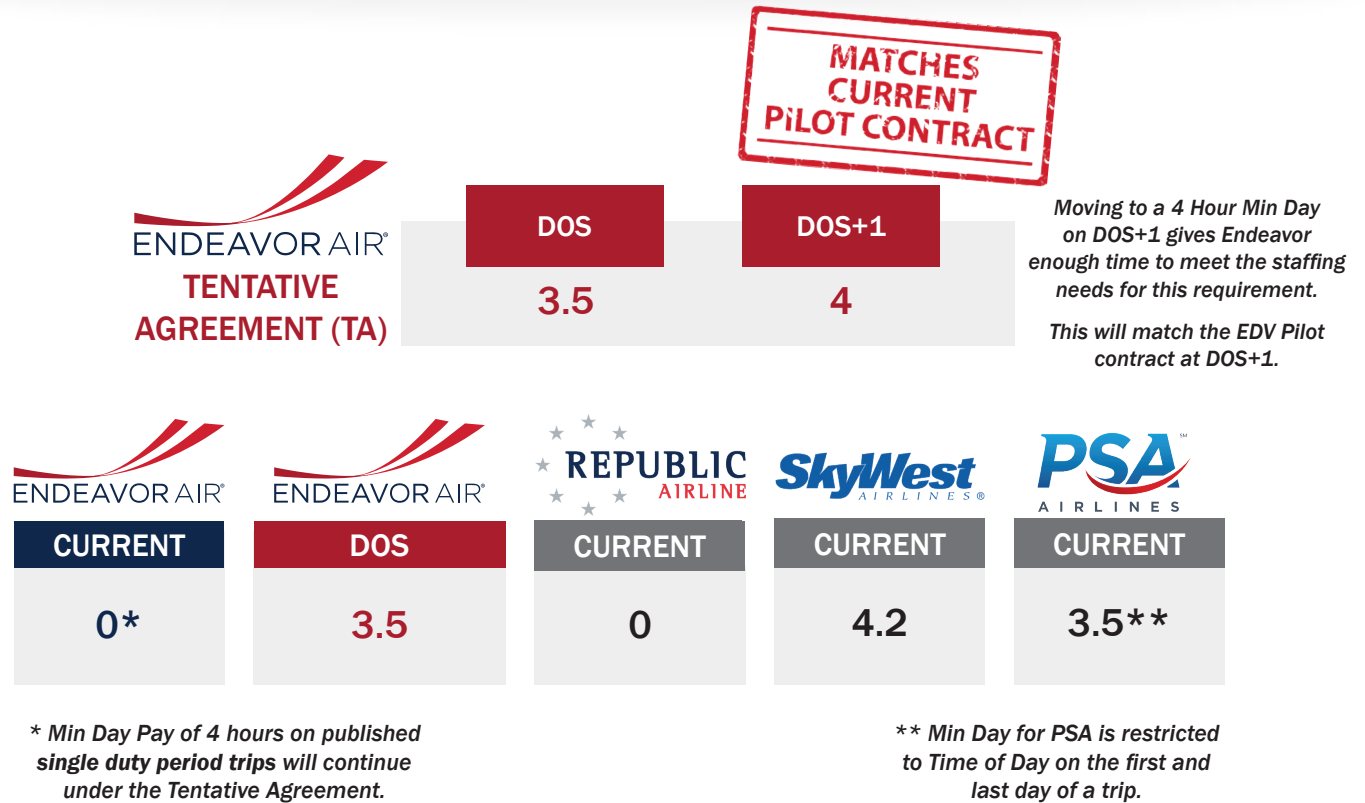 MATCHES
CURRENT
PILOT CONTRACT
ENDEAVOR AIR®
TENTATIVE
AGREEMENT (TA)
DOS
DOS+1
3.5
4
Moving to a 4 Hour Min Day
on DOS+1 gives Endeavor
enough time to meet the staffing
needs for this requirement.
This will match the EDV Pilot
contract at DOS+1.
ENDEAVOR AIR®
ENDEAVOR AIR®
REPUBLIC
AIRLINE
SkyWest
AIRLINES®
PSA℠
AIRLINES
CURRENT
DOS
CURRENT
CURRENT
CURRENT
0*
3.5
0
4.2
3.5**
* Min Day Pay of 4 hours on published
single duty period trips will continue
under the Tentative Agreement.
** Min Day for PSA is restricted
to Time of Day on the first and
last day of a trip.